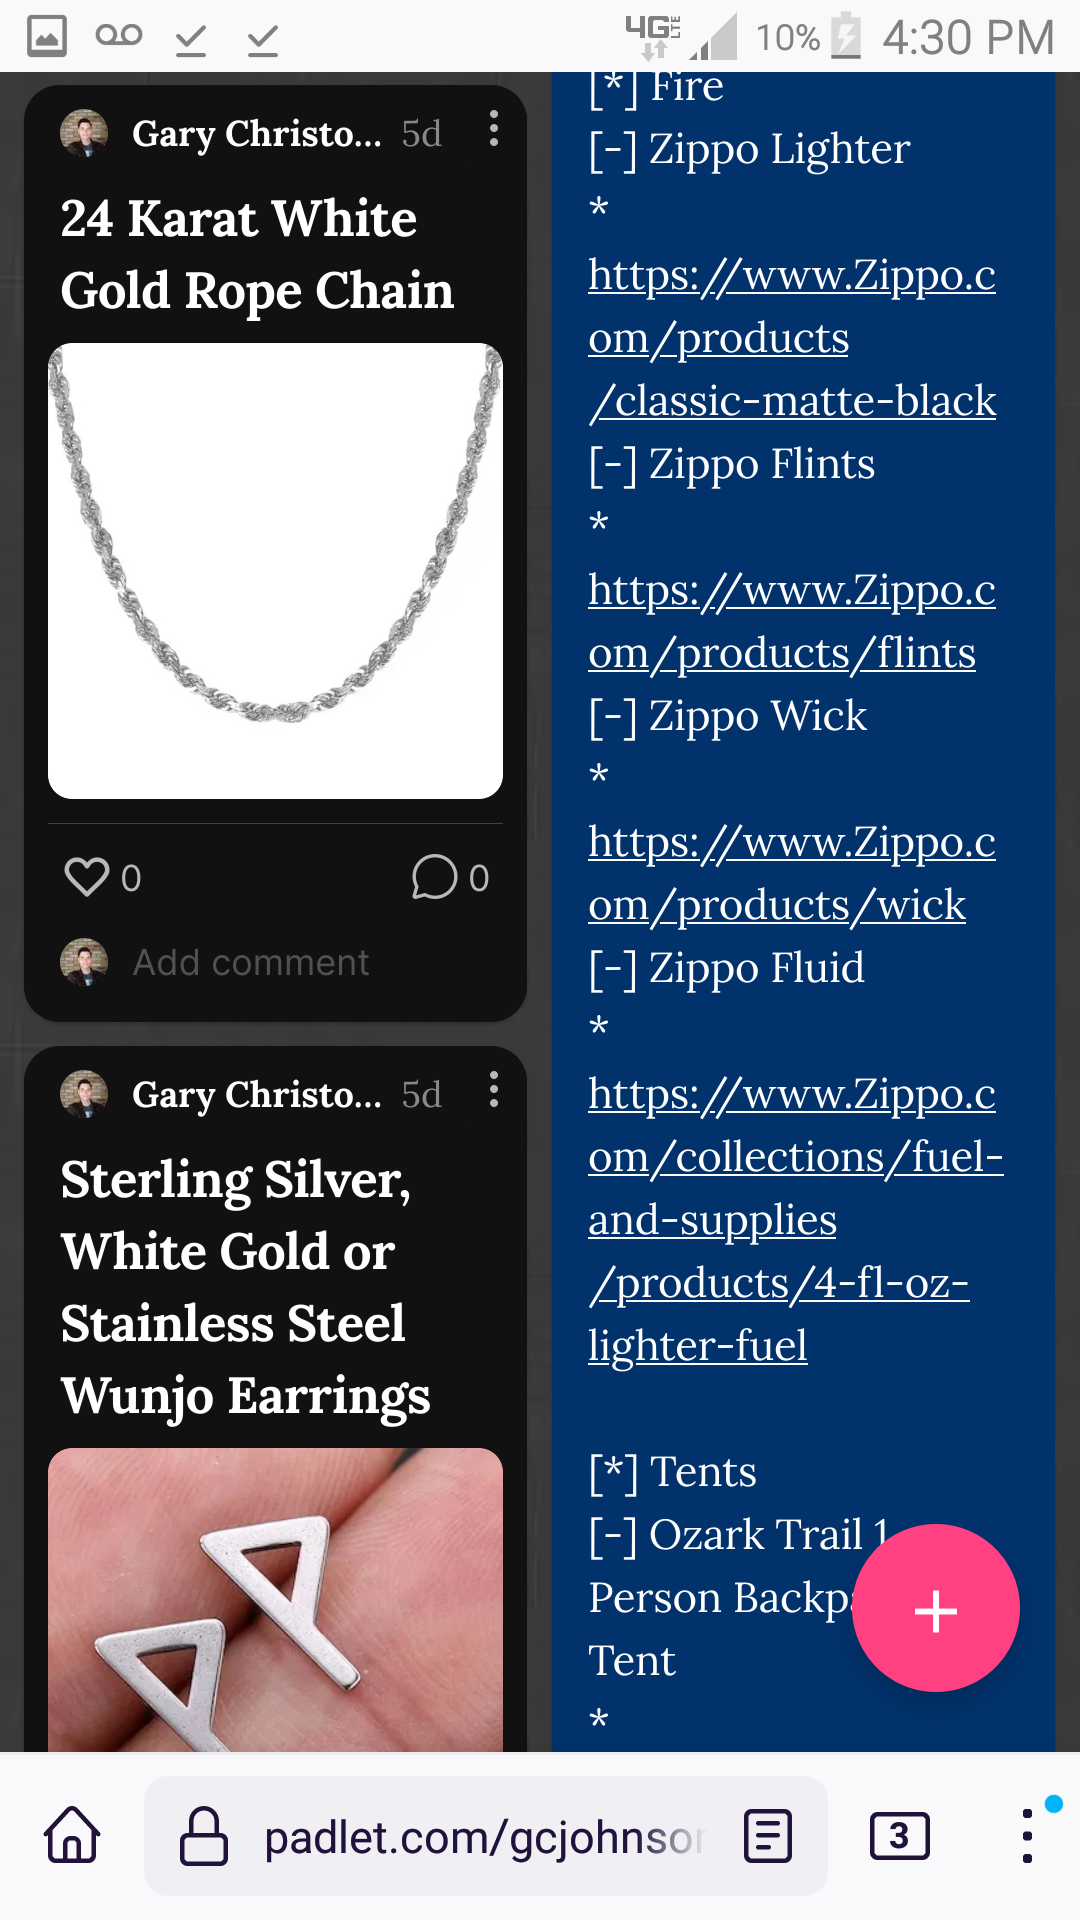 4G LTE 10% 4:30 PM
Gary Christo... 5d
24 Karat White
Gold Rope Chain
0 0
Add comment
Gary Christo... 5d
Sterling Silver,
White Gold or
Stainless Steel
Wunjo Earrings
[*] Fire
[-] Zippo Lighter
*
https://www.Zippo.c
om/products
/classic-matte-black
[-] Zippo Flints
*
https://www.Zippo.c
om/products/flints
[-] Zippo Wick
*
https://www.Zippo.c
om/products/wick
[-] Zippo Fluid
*
https://www.Zippo.c
om/collections/fuel-
and-supplies
/products/4-fl-oz-
lighter-fuel
[*] Tents
[-] Ozark Trail 1
Person Backpa
Tent
*
+
padlet.com/gcjohnson
3